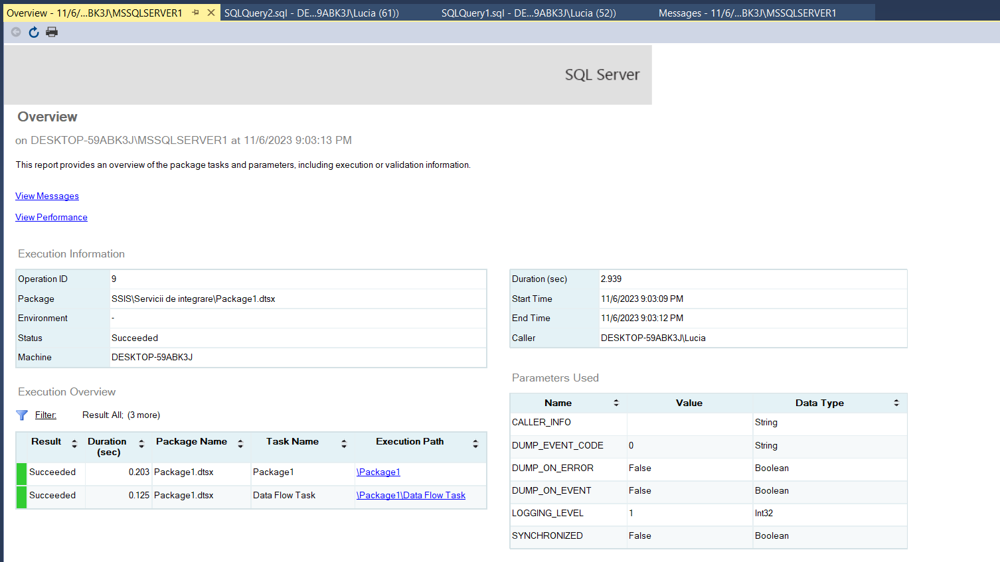 Overview - 11/6/...BK3J\MSSQLSERVER1
SQLQuery2.sql - DE...9ABK3J\Lucia (61))
SQLQuery1.sql - DE...9ABK3J\Lucia (52))
Messages - 11/6/...BK3J\MSSQLSERVER1
SQL Server
Overview
on DESKTOP-59ABK3J\MSSQLSERVER1 at 11/6/2023 9:03:13 PM
This report provides an overview of the package tasks and parameters, including execution or validation information.
View Messages
View Performance
Execution Information
Operation ID 9
Package SSIS\Servicii de integrare\Package1.dtsx
Environment -
Status Succeeded
Machine DESKTOP-59ABK3J
Duration (sec) 2.939
Start Time 11/6/2023 9:03:09 PM
End Time 11/6/2023 9:03:12 PM
Caller DESKTOP-59ABK3J\Lucia
Execution Overview
Filter: Result: All; (3 more)
Result Duration (sec) Package Name Task Name Execution Path
Succeeded 0.203 Package1.dtsx Package1 \Package1
Succeeded 0.125 Package1.dtsx Data Flow Task \Package1\Data Flow Task
Parameters Used
Name Value Data Type
CALLER_INFO String
DUMP_EVENT_CODE 0 String
DUMP_ON_ERROR False Boolean
DUMP_ON_EVENT False Boolean
LOGGING_LEVEL 1 Int32
SYNCHRONIZED False Boolean